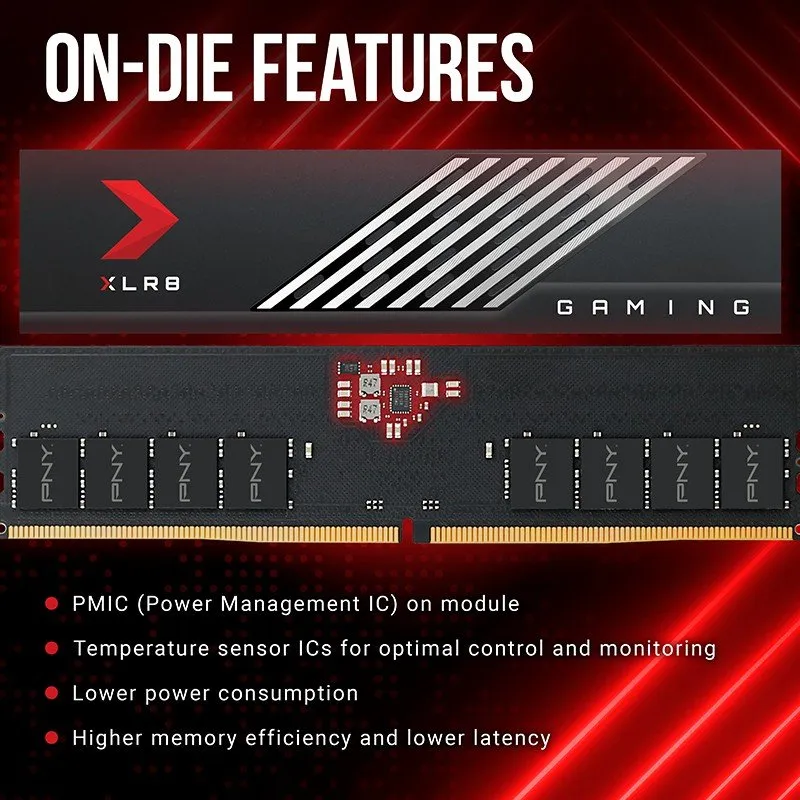 ON-DIE FEATURES
XLR8
GAMING
R47
R47
PNY
PNY
PNY
PNY
PNY
PNY
PNY
PNY
PMIC (Power Management IC) on module
Temperature sensor ICs for optimal control and monitoring
Lower power consumption
Higher memory efficiency and lower latency